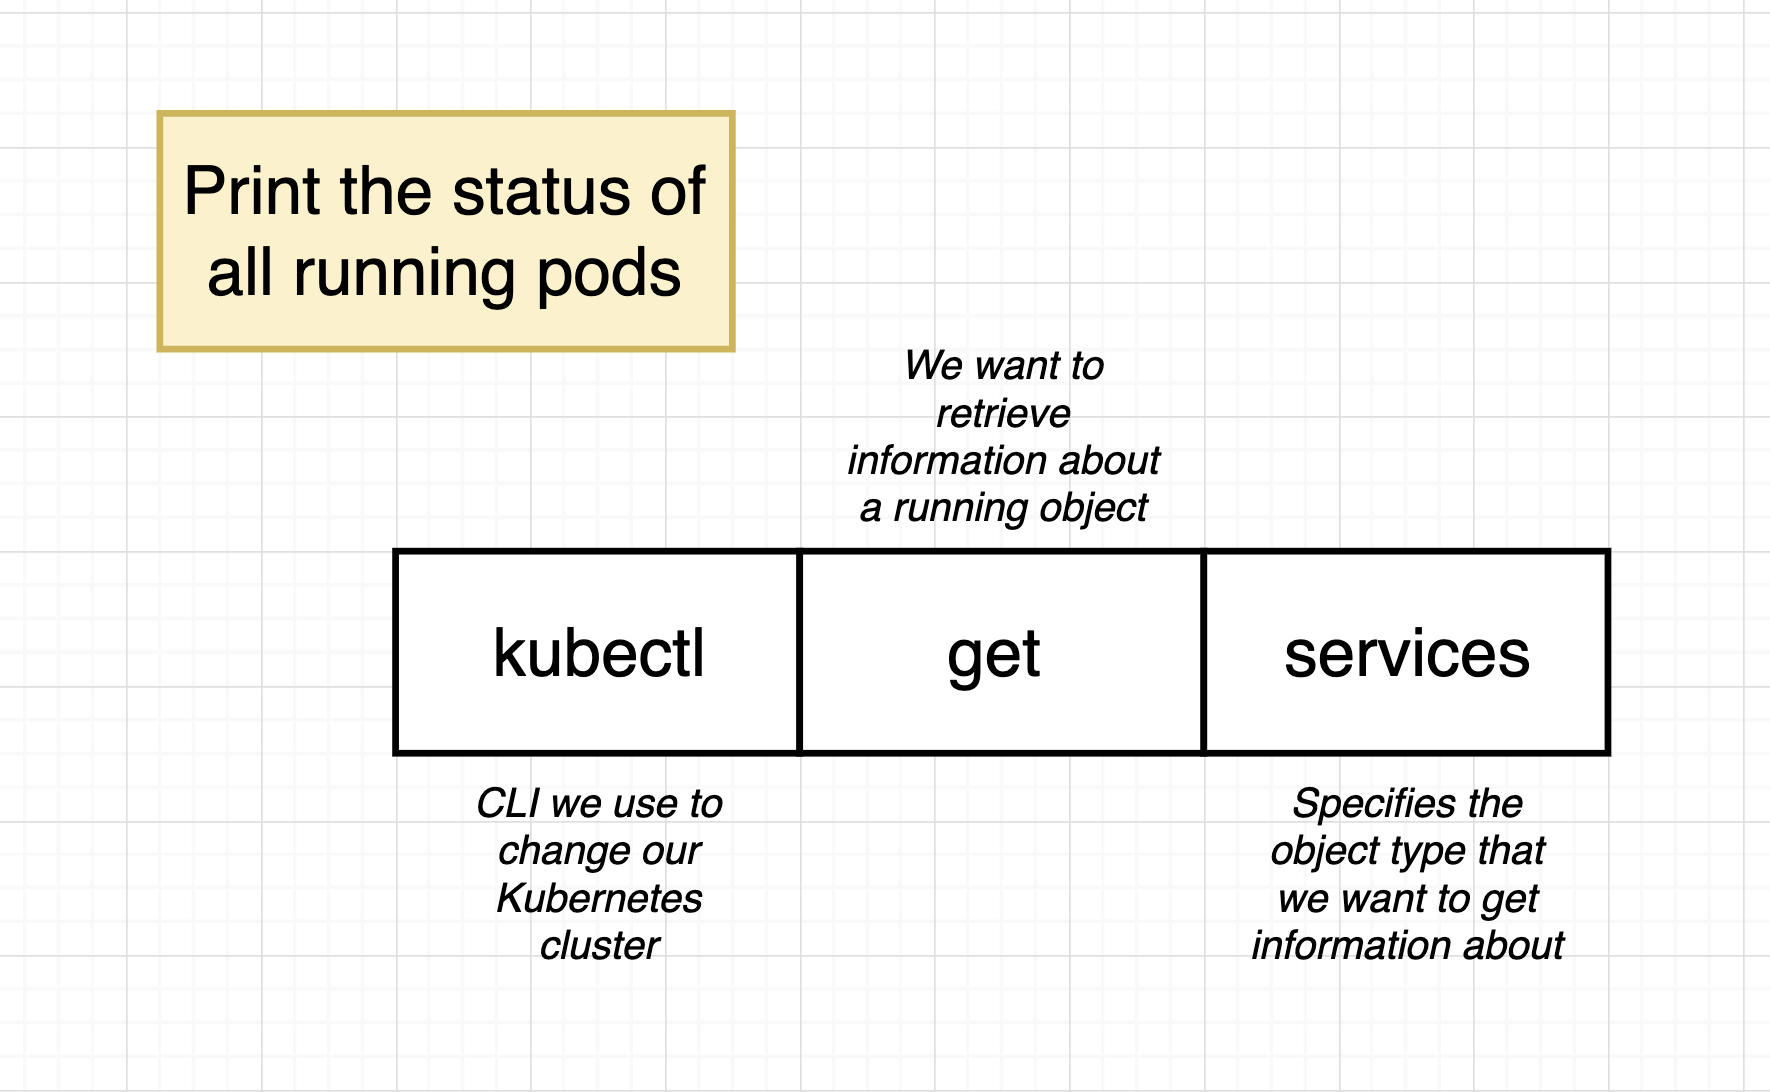 Print the status of
all running pods
We want to
retrieve
information about
a running object
kubectl
get
services
CLI we use to
change our
Kubernetes
cluster
Specifies the
object type that
we want to get
information about